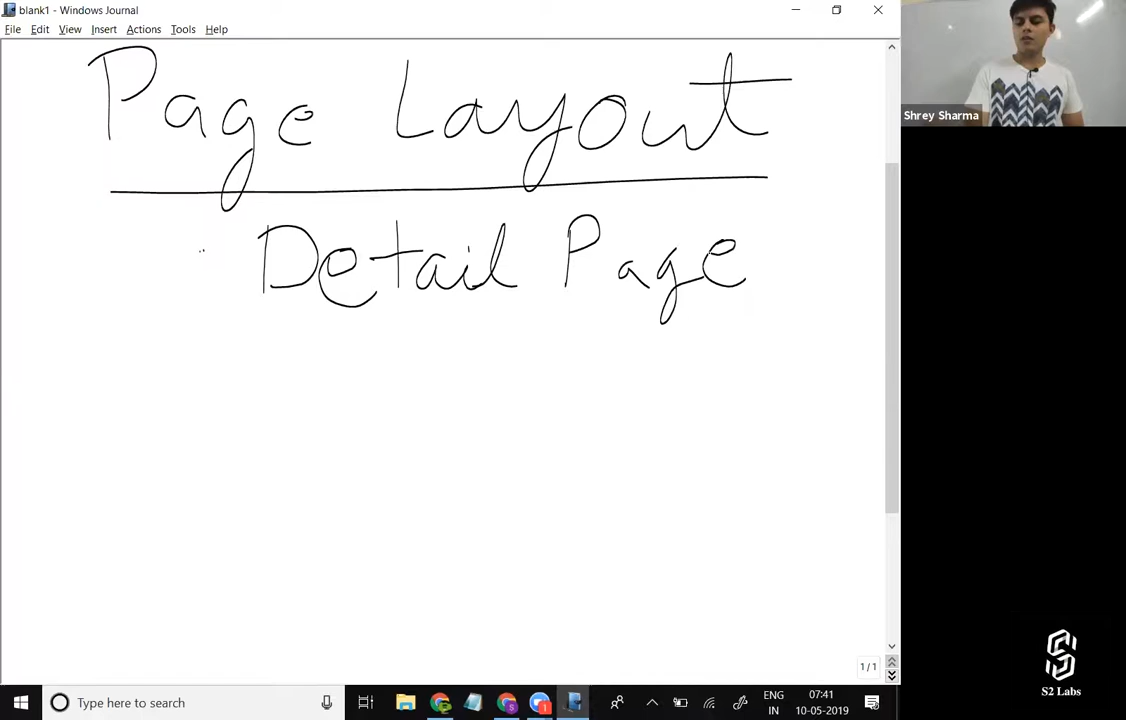 blank1 - Windows Journal
File Edit View Insert Actions Tools Help
Page Layout
Detail Page
Shrey Sharma
1/1
S2 Labs
Type here to search
ENG
IN
07:41
10-05-2019